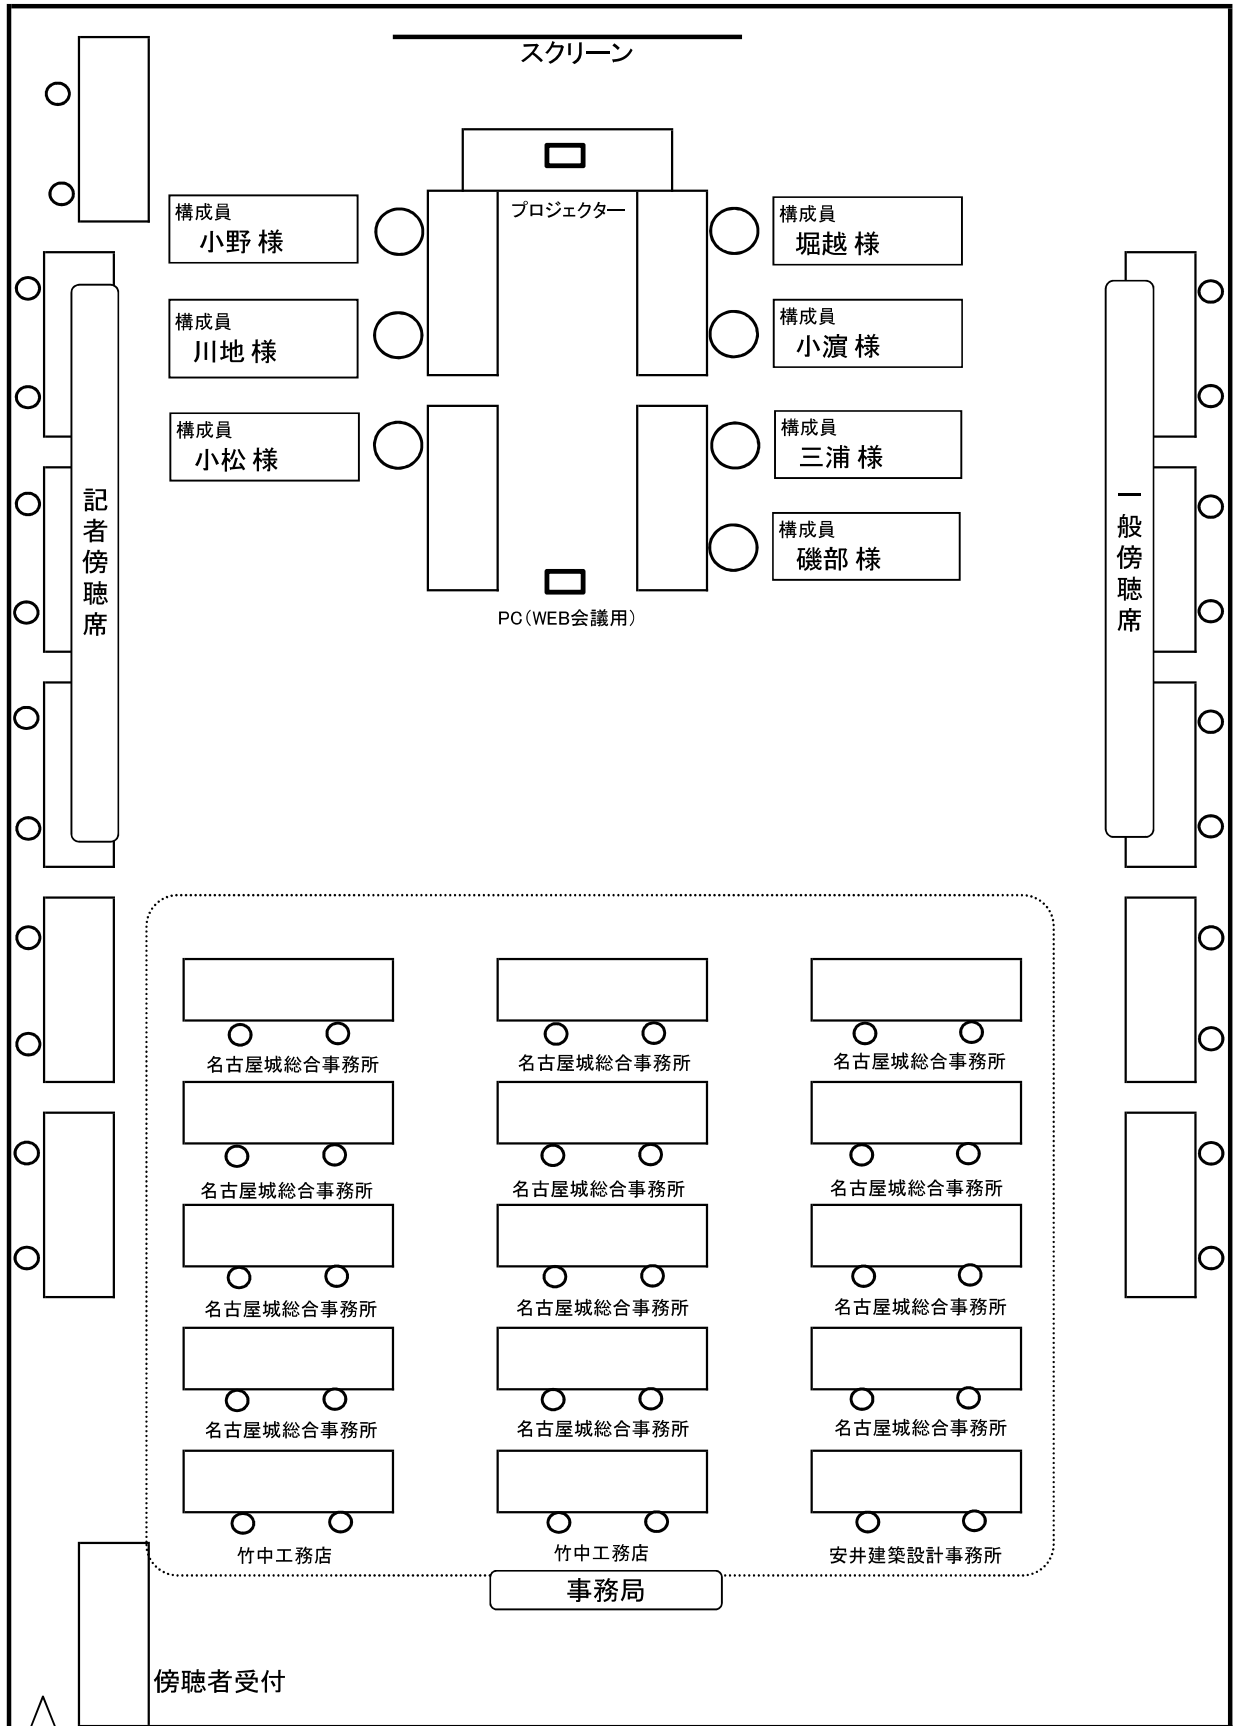 スクリーン
プロジェクター
構成員
小野 様
構成員
堀越 様
構成員
川地 様
構成員
小濵 様
構成員
小松 様
構成員
三浦 様
構成員
磯部 様
PC（WEB会議用）
記者傍聴席
一般傍聴席
名古屋城総合事務所
名古屋城総合事務所
名古屋城総合事務所
名古屋城総合事務所
名古屋城総合事務所
名古屋城総合事務所
名古屋城総合事務所
名古屋城総合事務所
名古屋城総合事務所
名古屋城総合事務所
名古屋城総合事務所
名古屋城総合事務所
竹中工務店
竹中工務店
安井建築設計事務所
事務局
傍聴者受付